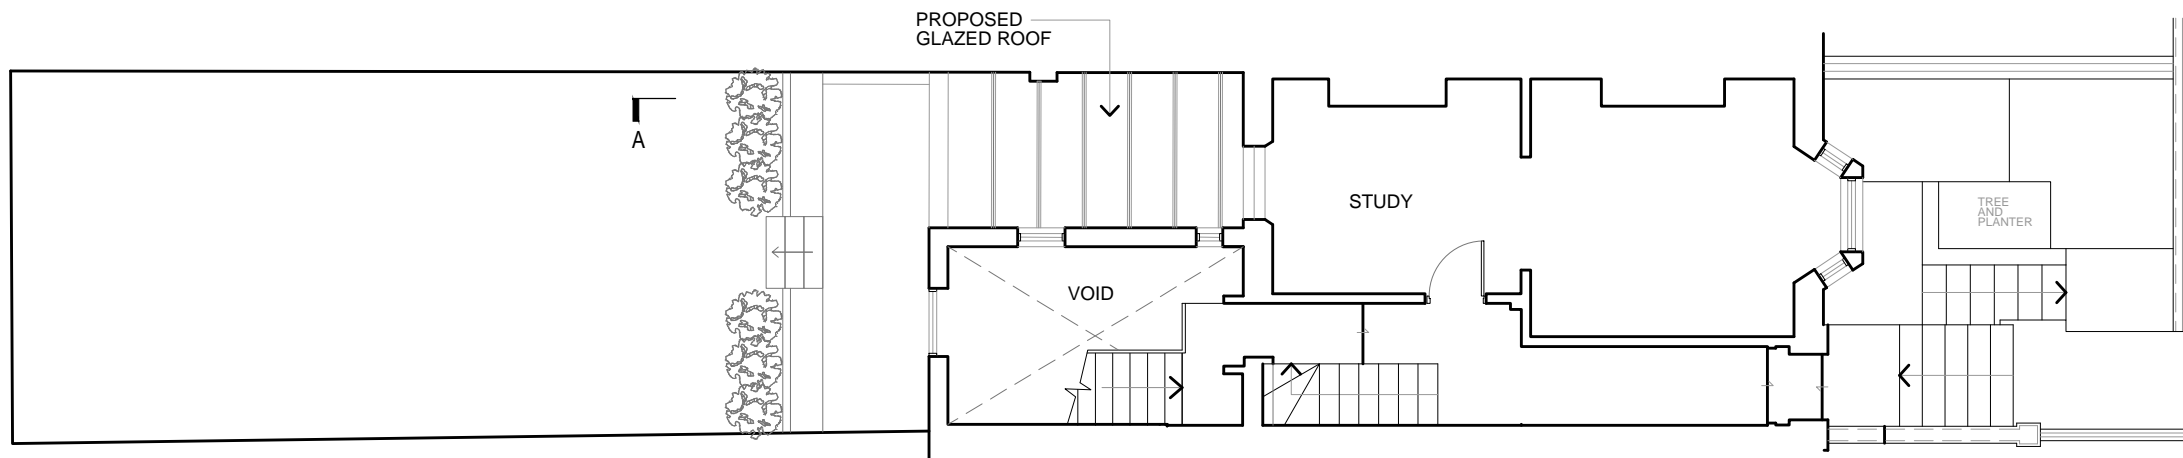 PROPOSED
GLAZED ROOF
A
STUDY
TREE
AND
PLANTER
VOID